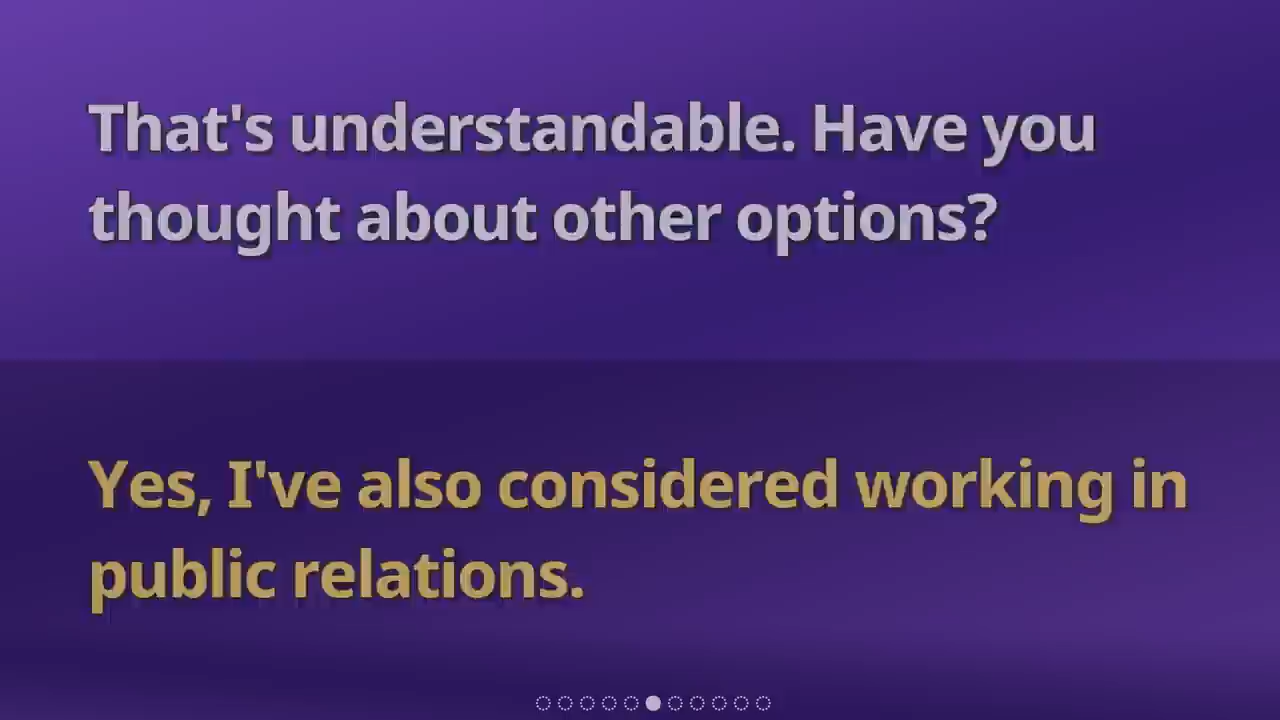 That's understandable. Have you
thought about other options?
Yes, I've also considered working in
public relations.